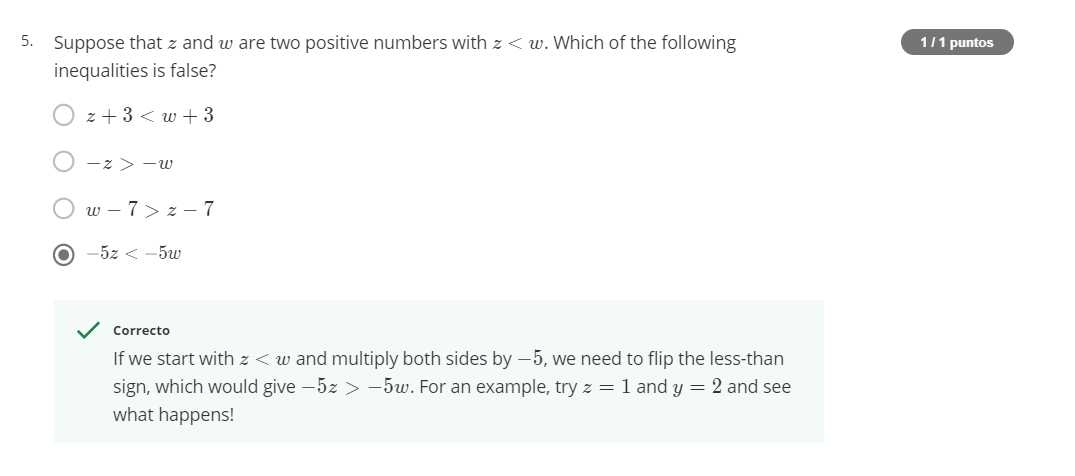 5. Suppose that z and w are two positive numbers with z < w. Which of the following
1 / 1 puntos
inequalities is false?
z + 3 < w + 3
−z > −w
w − 7 > z − 7
−5z < −5w
Correcto
If we start with z < w and multiply both sides by −5, we need to flip the less-than
sign, which would give −5z > −5w. For an example, try z = 1 and y = 2 and see
what happens!